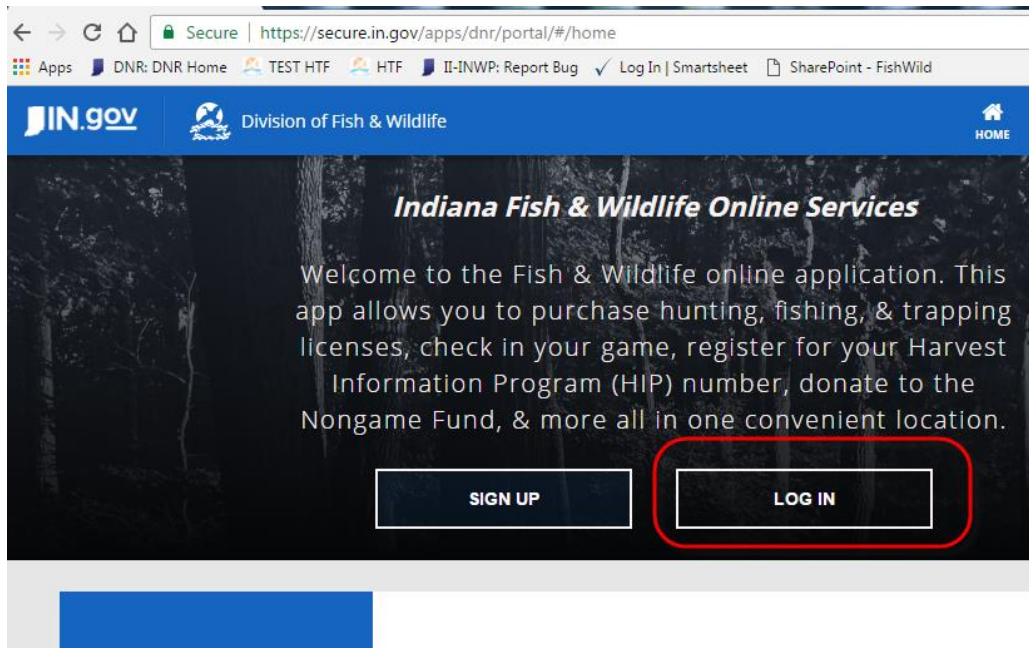 Secure | https://secure.in.gov/apps/dnr/portal/#/home
Apps DNR: DNR Home TEST HTF HTF II-INWP: Report Bug Log In | Smartsheet SharePoint - FishWild
IN.gov Division of Fish & Wildlife HOME
Indiana Fish & Wildlife Online Services
Welcome to the Fish & Wildlife online application. This
app allows you to purchase hunting, fishing, & trapping
licenses, check in your game, register for your Harvest
Information Program (HIP) number, donate to the
Nongame Fund, & more all in one convenient location.
SIGN UP LOG IN